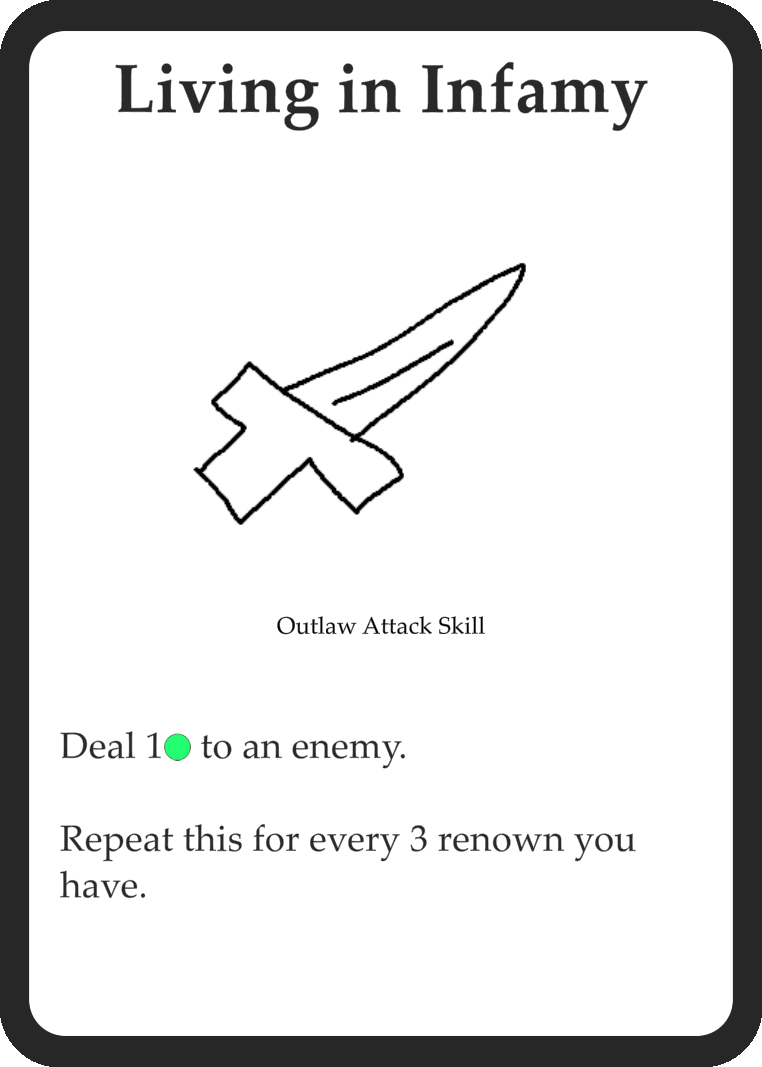 Living in Infamy
Outlaw Attack Skill
Deal 1 to an enemy.
Repeat this for every 3 renown you
have.